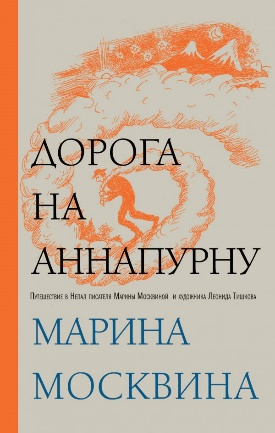 ДОРОГА
НА
АННАПУРНУ
Путешествие в Непал писателя Марины Москвиной и художника Леонида Тишкова
МАРИНА
МОСКВИНА